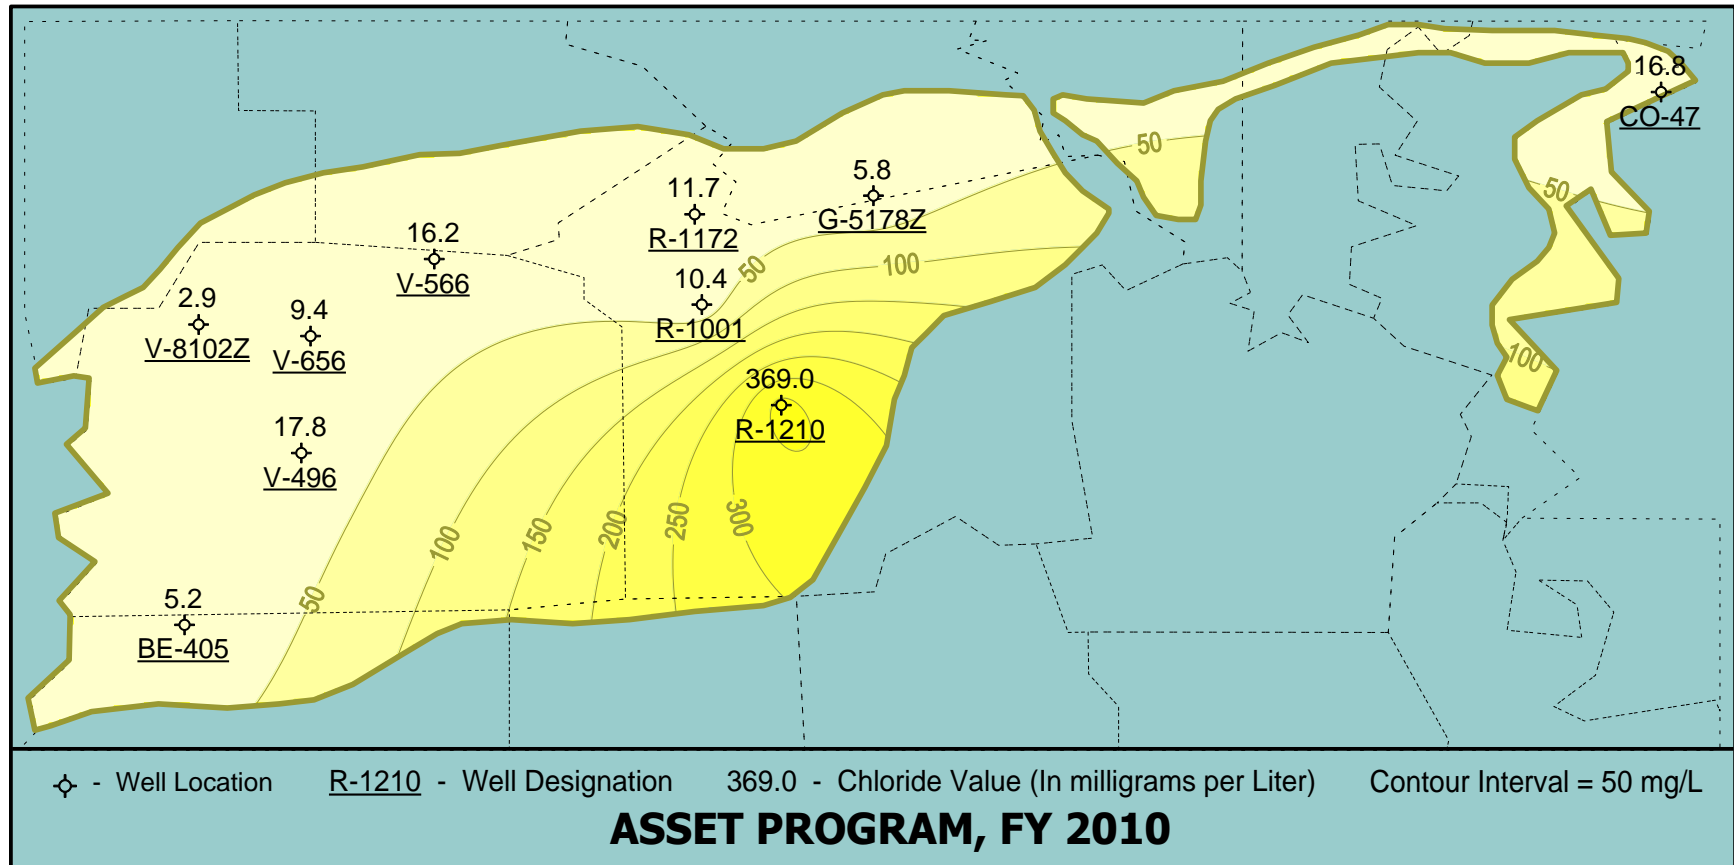 16.8
CO-47
50
5.8
G-5178Z
11.7
R-1172
50
16.2
V-566
50
100
10.4
R-1001
2.9
V-8102Z
9.4
V-656
100
369.0
R-1210
17.8
V-496
100
150
200
250
300
50
5.2
BE-405
- Well Location R-1210 - Well Designation 369.0 - Chloride Value (In milligrams per Liter) Contour Interval = 50 mg/L
ASSET PROGRAM, FY 2010